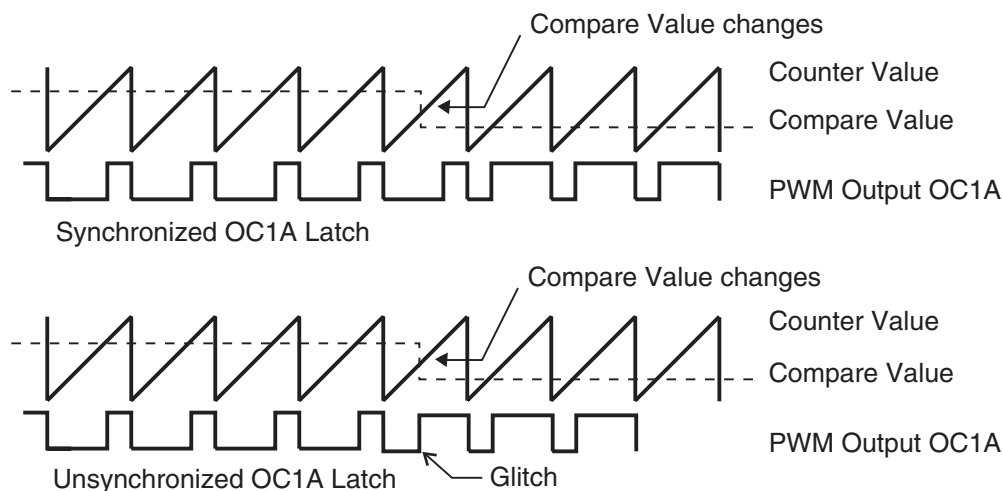 Compare Value changes
Counter Value
Compare Value
PWM Output OC1A
Synchronized OC1A Latch
Compare Value changes
Counter Value
Compare Value
PWM Output OC1A
Unsynchronized OC1A Latch
Glitch